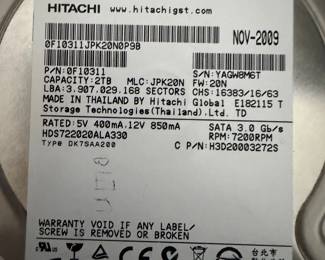 HITACHI www.hitachigst.com
NOV-2009
0F10311JPK20N0P9B
P/N:0F10311 S/N:YAGW8M6T
CAPACITY:2TB MLC:JPK20N FW:20N
LBA:3.907.029.168 SECTORS CHS:16383/16/63
MADE IN THAILAND BY Hitachi Global E182115 T
Storage Technologies(Thailand).Ltd. TD
RATED:5V 400mA.12V 850mA SATA 3.0 Gb/s
HDS722020ALA330 RPM:7200RPM
Type DK7SAA200 C P/N:H3D20003272S
WARRANTY VOID IF ANY LABEL/
SCREW IS REMOVED OR BROKEN
台北市